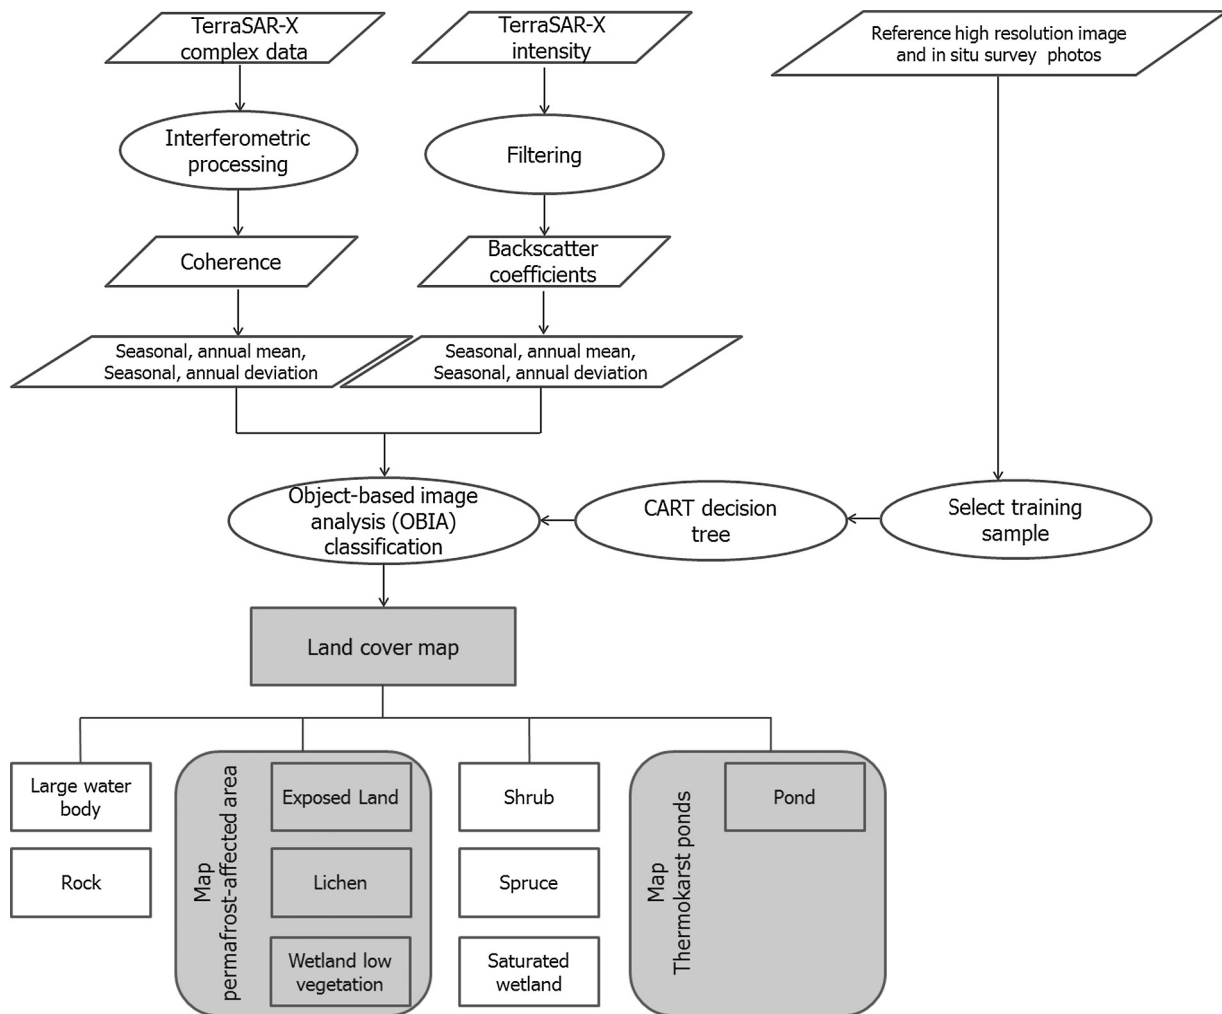 TerraSAR-X
complex data
TerraSAR-X
intensity
Reference high resolution image
and in situ survey photos
Interferometric
processing
Filtering
Coherence
Backscatter
coefficients
Seasonal, annual mean,
Seasonal, annual deviation
Seasonal, annual mean,
Seasonal, annual deviation
Object-based image
analysis (OBIA)
classification
CART decision
tree
Select training
sample
Land cover map
Large water
body
Rock
Map
permafrost-affected area
Exposed Land
Lichen
Wetland low
vegetation
Shrub
Spruce
Saturated
wetland
Map
Thermokarst ponds
Pond